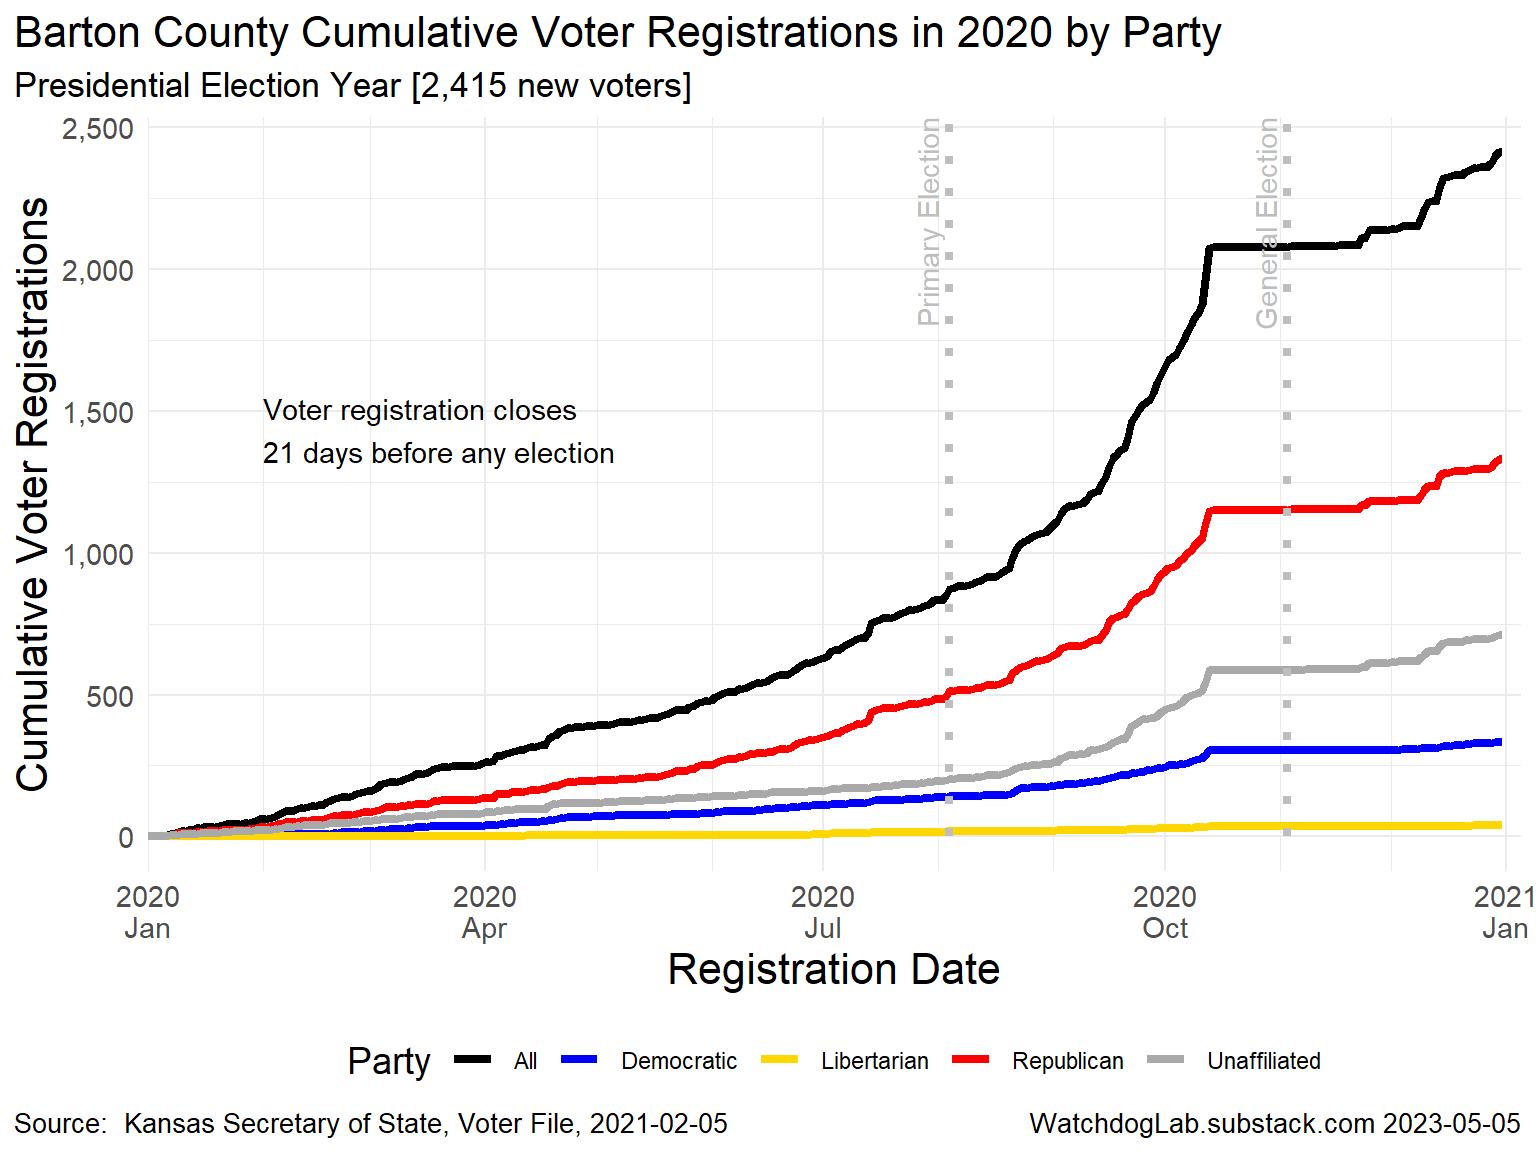 Barton County Cumulative Voter Registrations in 2020 by Party
Presidential Election Year [2,415 new voters]
Cumulative Voter Registrations
2,500
2,000
1,500
1,000
500
0
Primary Election
General Election
Voter registration closes
21 days before any election
2020 2020 2020 2020 2021
Jan Apr Jul Oct Jan
Registration Date
Party All Democratic Libertarian Republican Unaffiliated
Source:  Kansas Secretary of State, Voter File, 2021-02-05
WatchdogLab.substack.com 2023-05-05